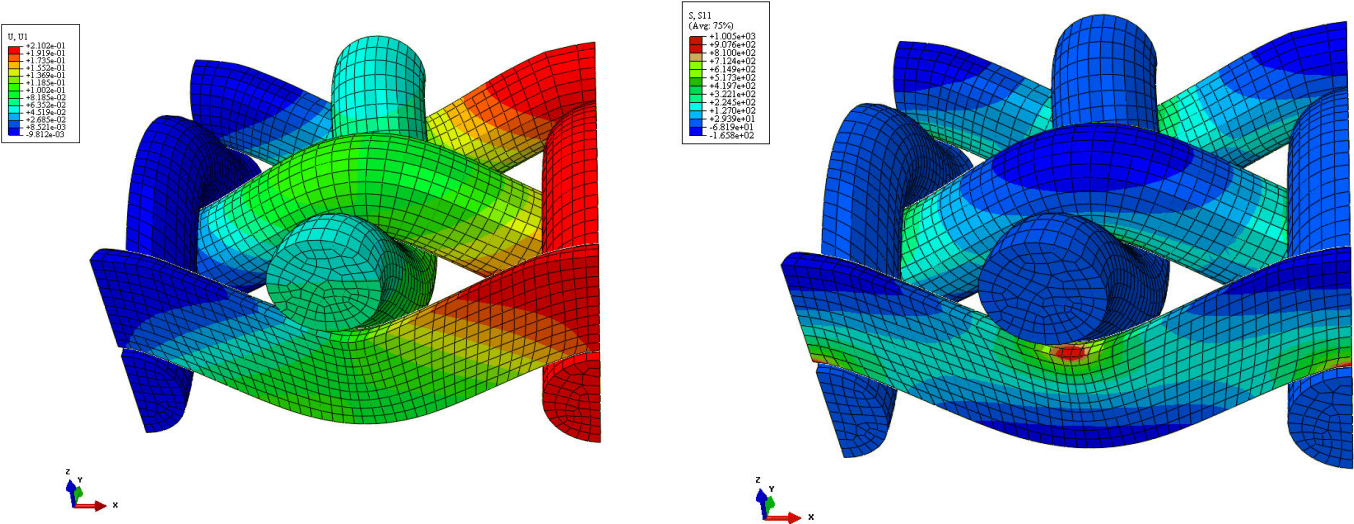 U, U1
+2.102e-01
+1.919e-01
+1.735e-01
+1.552e-01
+1.369e-01
+1.185e-01
+1.002e-01
+8.185e-02
+6.352e-02
+4.519e-02
+2.685e-02
+8.521e-03
-9.812e-03
Z
Y
X
S, S11
(Avg: 75%)
+1.005e+03
+9.076e+02
+8.100e+02
+7.124e+02
+6.149e+02
+5.173e+02
+4.197e+02
+3.221e+02
+2.245e+02
+1.270e+02
+2.939e+01
-6.819e+01
-1.658e+02
Z
Y
X